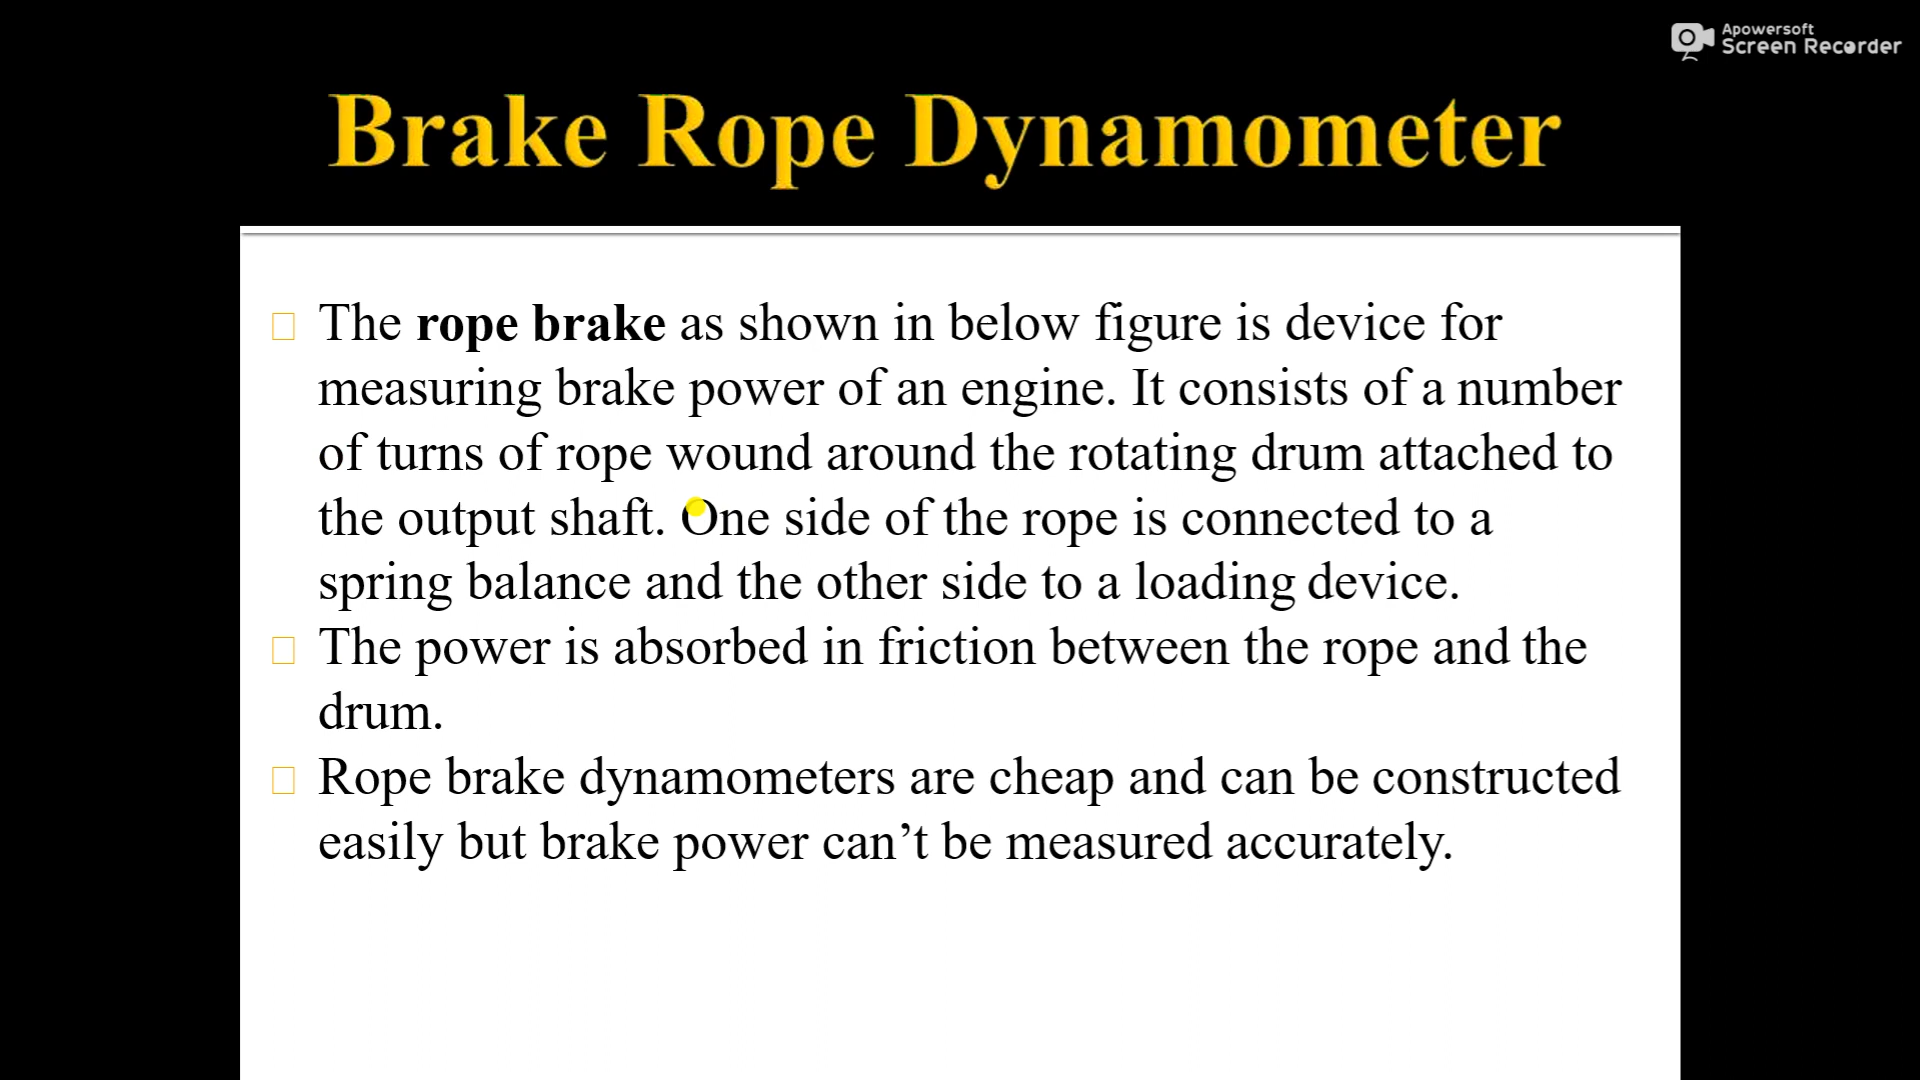 Apowersoft
Screen Recorder
Brake Rope Dynamometer
The rope brake as shown in below figure is device for
measuring brake power of an engine. It consists of a number
of turns of rope wound around the rotating drum attached to
the output shaft. One side of the rope is connected to a
spring balance and the other side to a loading device.
The power is absorbed in friction between the rope and the
drum.
Rope brake dynamometers are cheap and can be constructed
easily but brake power can’t be measured accurately.